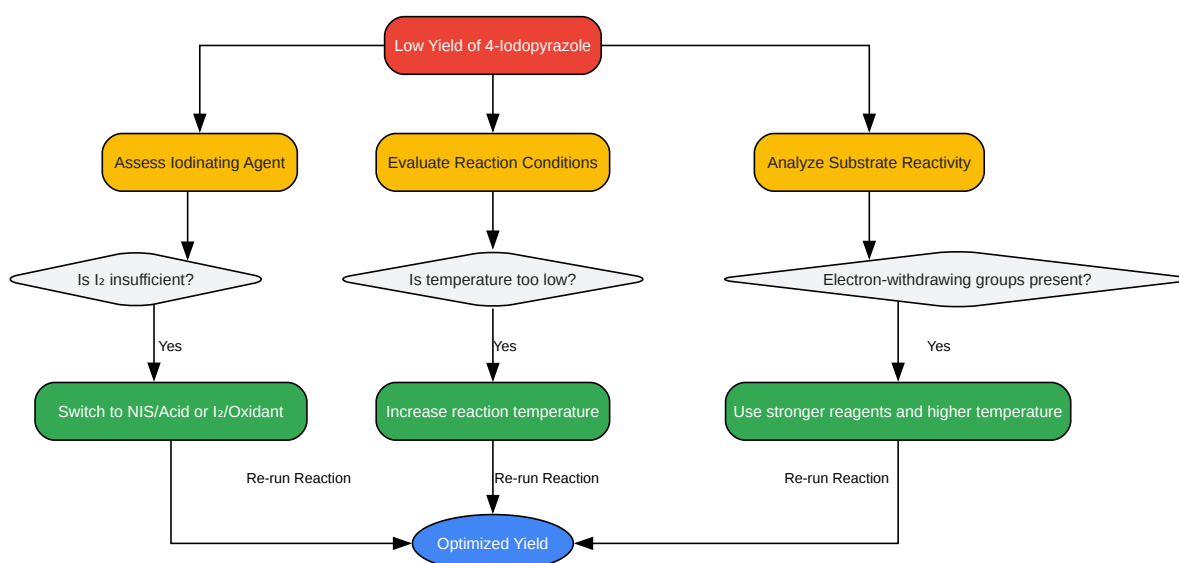 Low Yield of 4-Iodopyrazole
Assess Iodinating Agent
Evaluate Reaction Conditions
Analyze Substrate Reactivity
Is I₂ insufficient?
Is temperature too low?
Electron-withdrawing groups present?
Yes
Yes
Yes
Switch to NIS/Acid or I₂/Oxidant
Increase reaction temperature
Use stronger reagents and higher temperature
Re-run Reaction
Re-run Reaction
Re-run Reaction
Optimized Yield